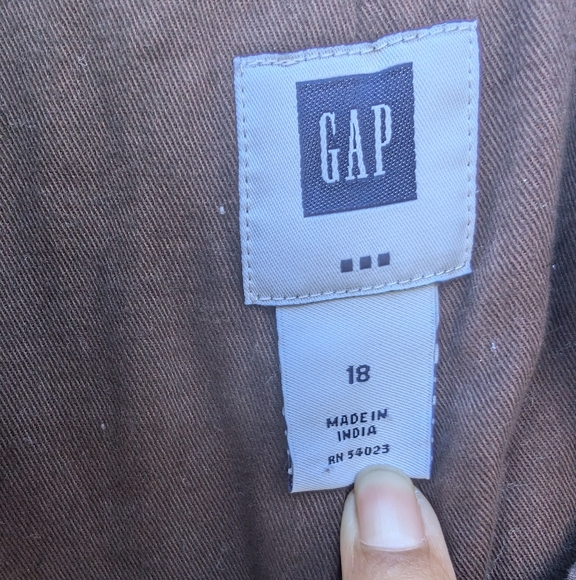 GAP
18
MADE IN
INDIA
RN 54023